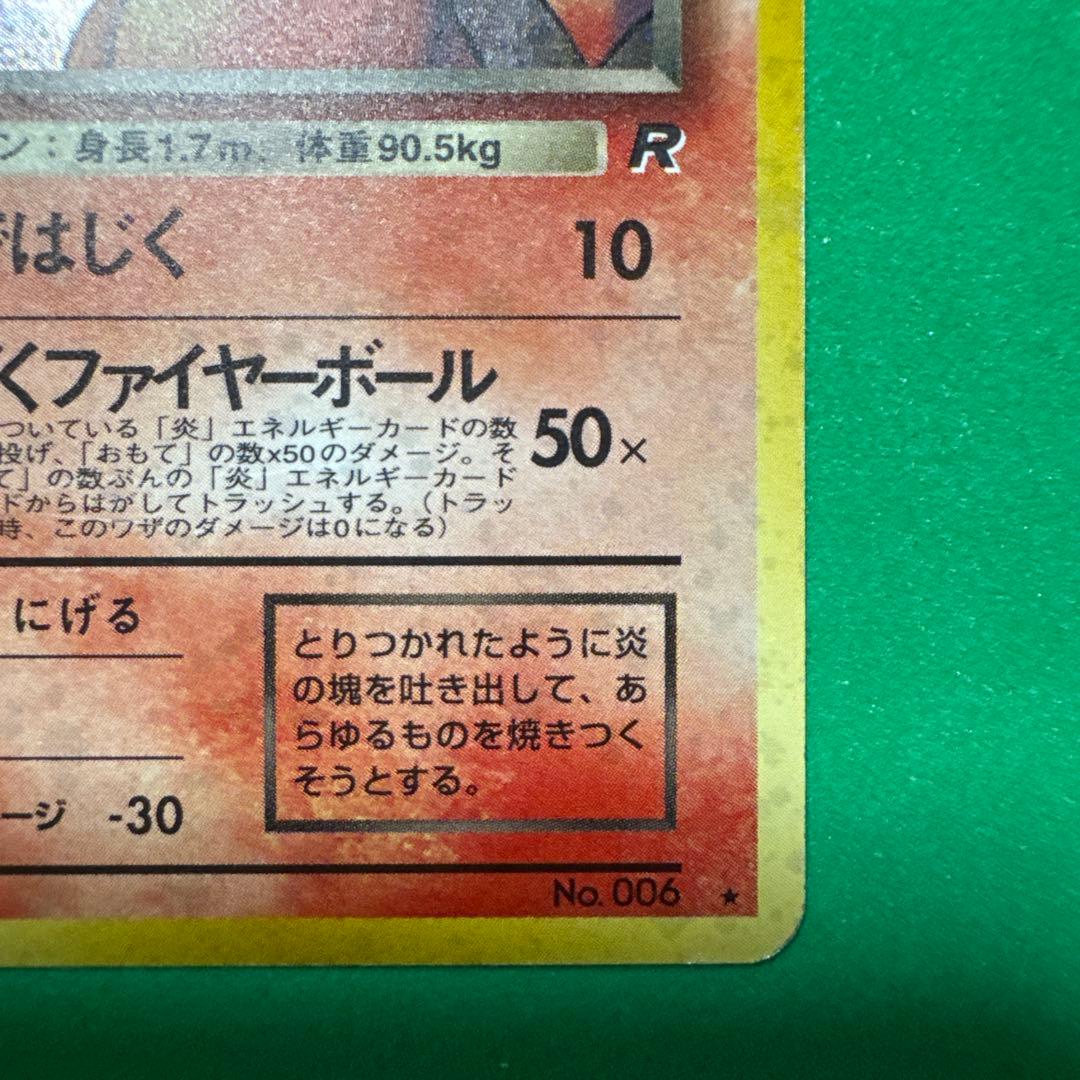 ン：身長1.7m、体重90.5kg R
はじく 10
くファイヤーボール
ついている「炎」エネルギーカードの数
投げ、「おもて」の数×50のダメージ。そ
て」の数ぶんの「炎」エネルギーカード
ドからはがしてトラッシュする。（トラッ
時、このワザのダメージは0になる）
50×
にげる
とりつかれたように炎
の塊を吐き出して、あ
らゆるものを焼きつく
そうとする。
ージ -30
No. 006 ★